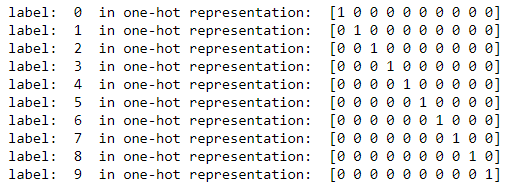 label:  0  in one-hot representation:  [1 0 0 0 0 0 0 0 0 0]
label:  1  in one-hot representation:  [0 1 0 0 0 0 0 0 0 0]
label:  2  in one-hot representation:  [0 0 1 0 0 0 0 0 0 0]
label:  3  in one-hot representation:  [0 0 0 1 0 0 0 0 0 0]
label:  4  in one-hot representation:  [0 0 0 0 1 0 0 0 0 0]
label:  5  in one-hot representation:  [0 0 0 0 0 1 0 0 0 0]
label:  6  in one-hot representation:  [0 0 0 0 0 0 1 0 0 0]
label:  7  in one-hot representation:  [0 0 0 0 0 0 0 1 0 0]
label:  8  in one-hot representation:  [0 0 0 0 0 0 0 0 1 0]
label:  9  in one-hot representation:  [0 0 0 0 0 0 0 0 0 1]